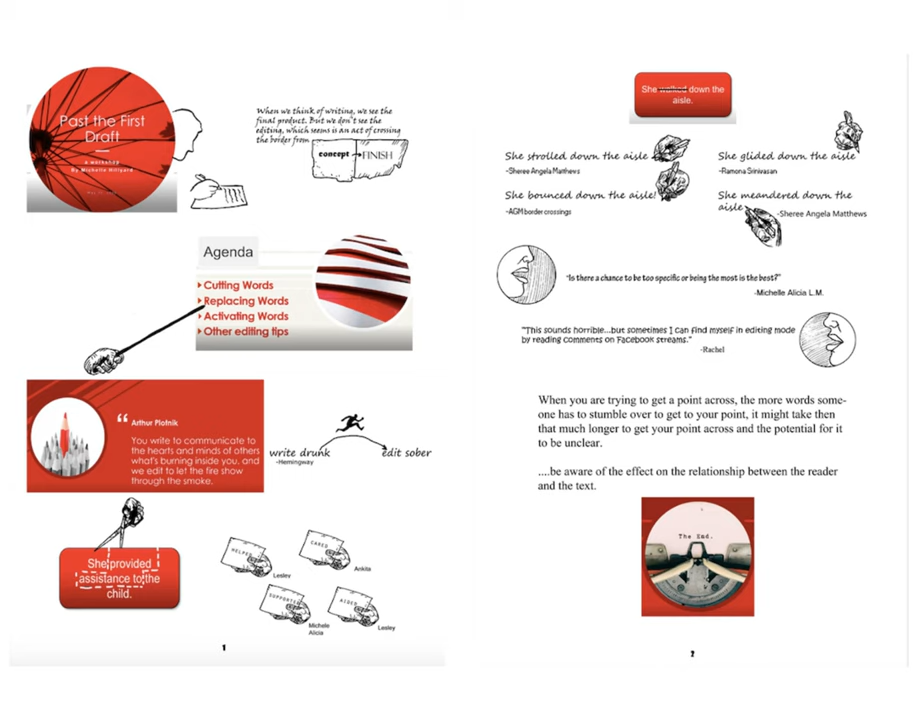 Past the First
Draft
a workshop
by Michelle Hillyard
When we think of writing, we see the
final product. But we don't see the
editing, which seems is an act of crossing
the border from
concept
FINISH
Agenda
Cutting Words
Replacing Words
Activating Words
Other editing tips
“ Arthur Plotnik
You write to communicate to
the hearts and minds of others
what's burning inside you, and
we edit to let the fire show
through the smoke.
write drunk
-Hemingway
edit sober
She provided
assistance to the
child.
HELPED
Lesley
CARED
Ankita
SUPPORTED
Michele
Alicia
AIDED
Lesley
1
She walked down the
aisle.
She strolled down the aisle
-Sheree Angela Matthews
She glided down the aisle
-Ramona Srinivasan
She bounced down the aisle!
-AGM border crossings
She meandered down the
aisle
-Sheree Angela Matthews
“Is there a chance to be too specific or being the most is the best?”
-Michelle Alicia L.M.
“This sounds horrible...but sometimes I can find myself in editing mode
by reading comments on Facebook streams.”
-Rachel
When you are trying to get a point across, the more words some-
one has to stumble over to get to your point, it might take then
that much longer to get your point across and the potential for it
to be unclear.
....be aware of the effect on the relationship between the reader
and the text.
The End.
2